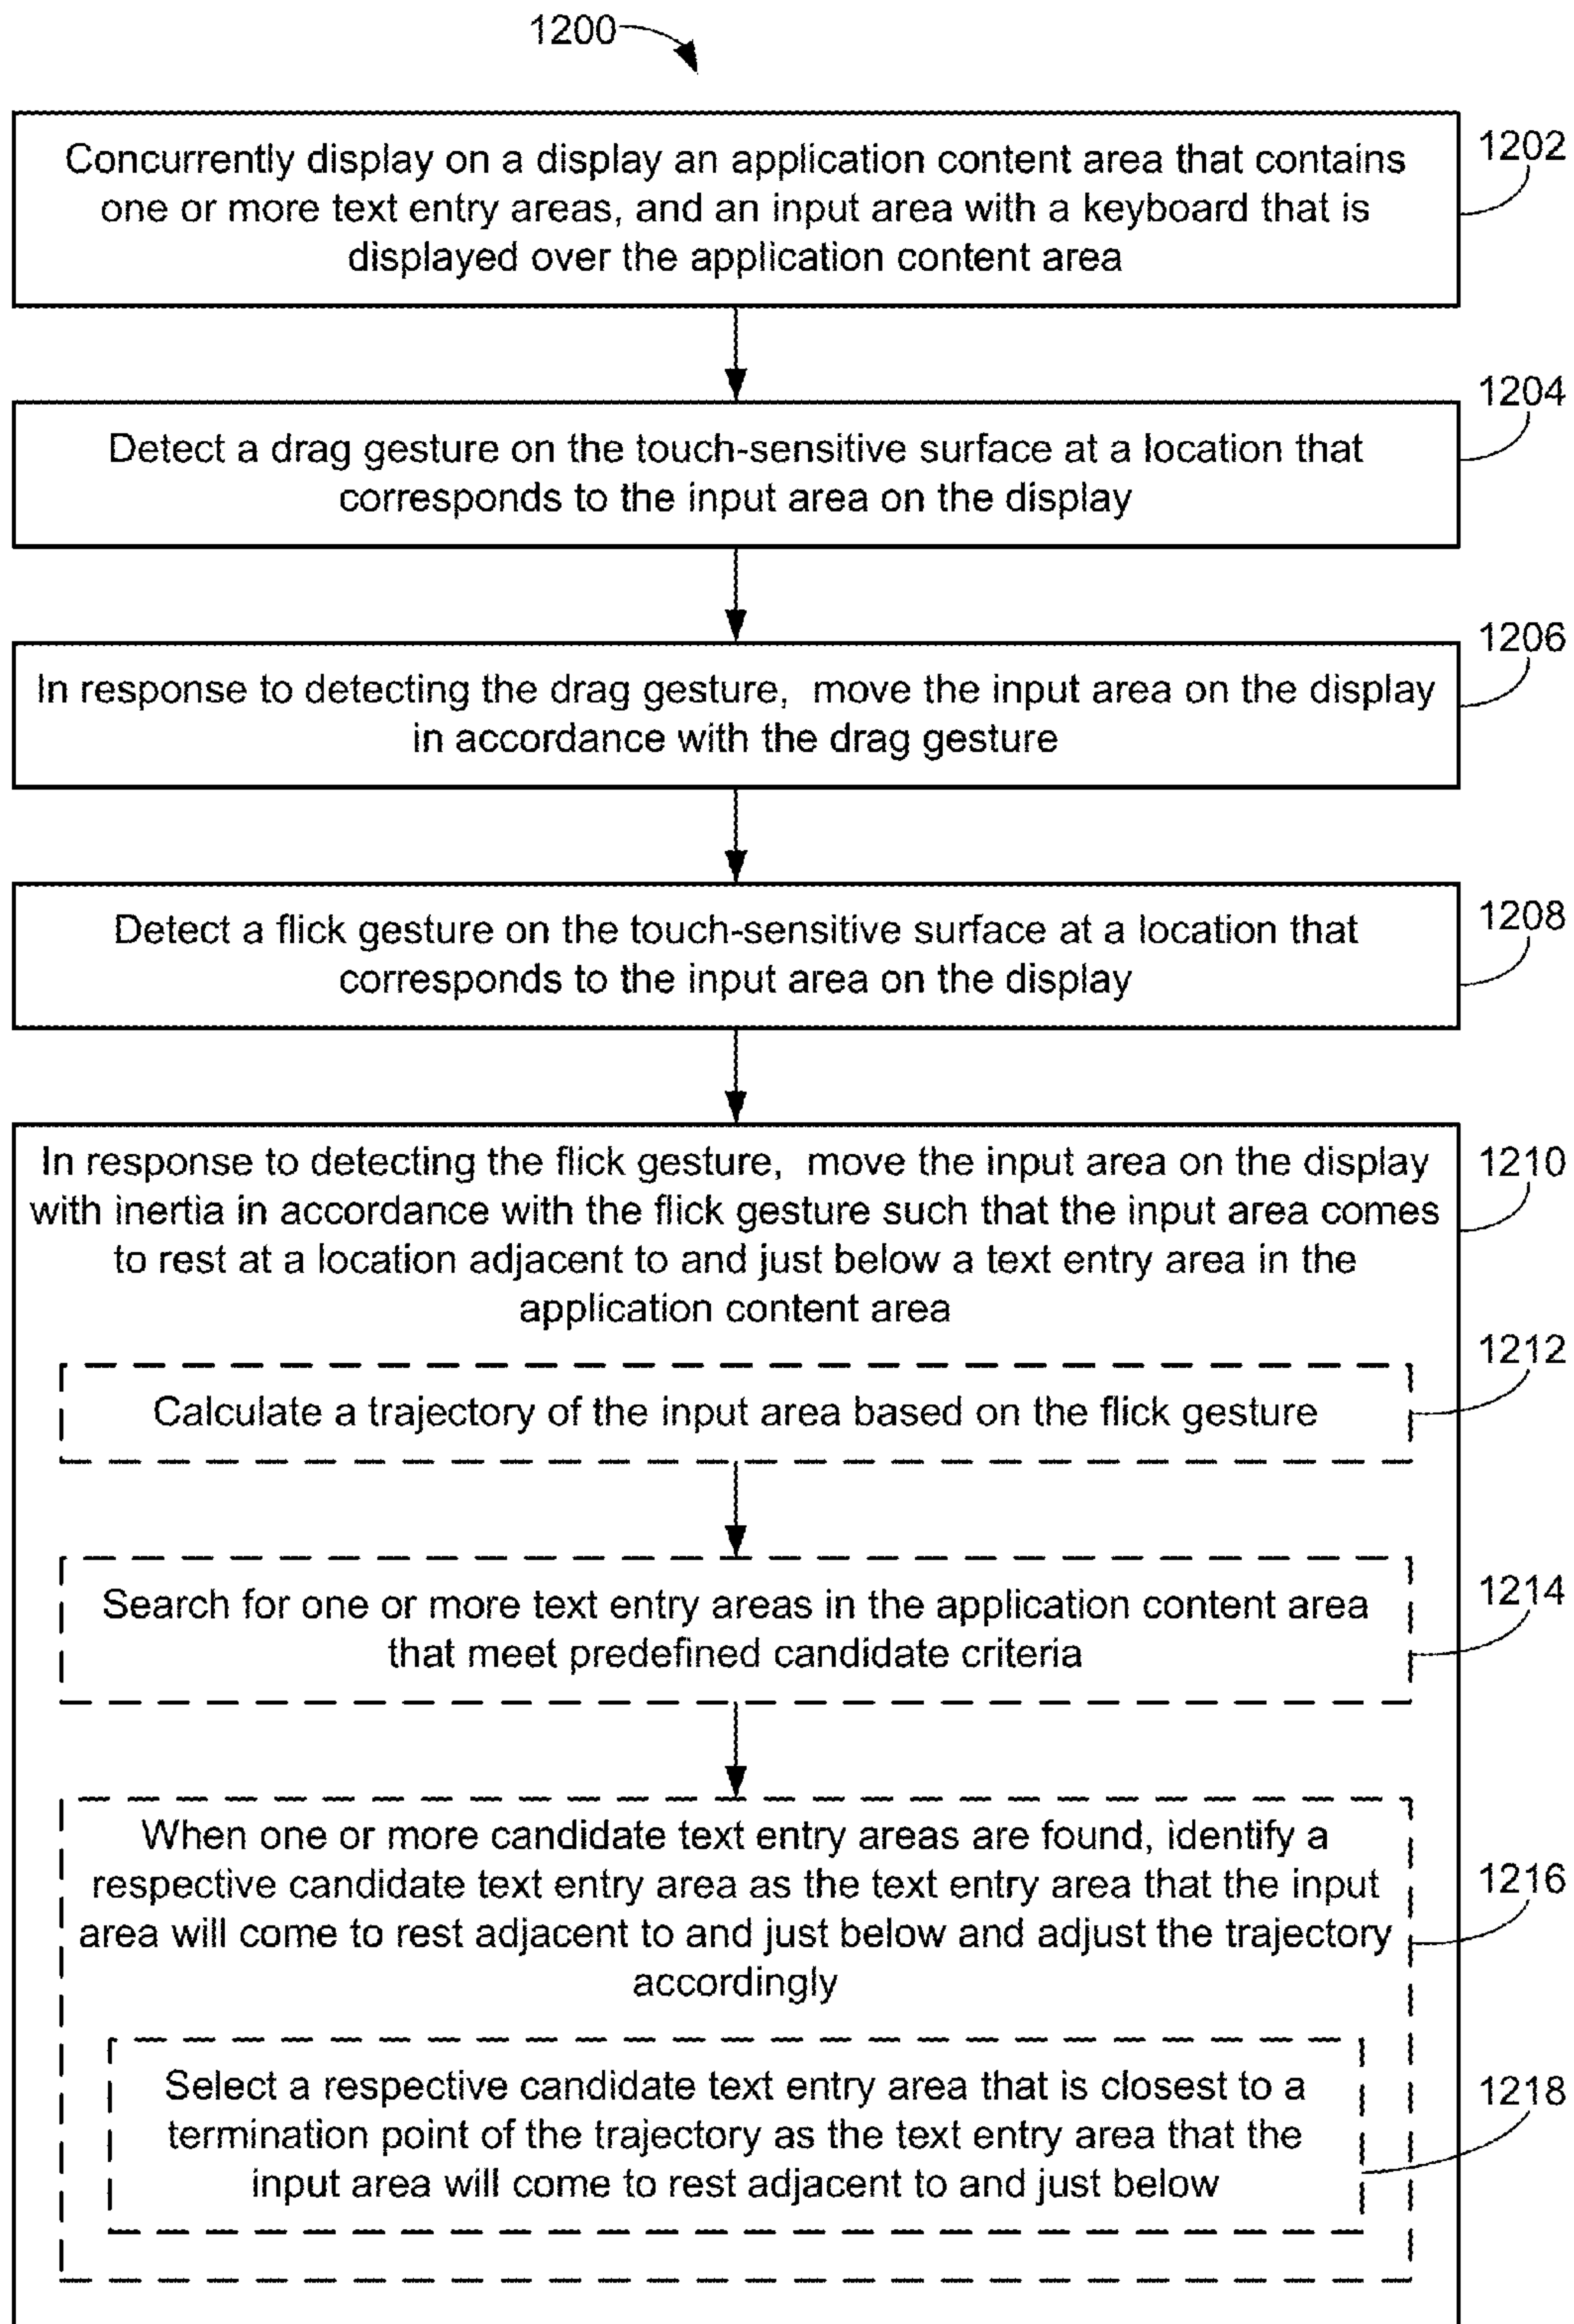 1200
Concurrently display on a display an application content area that contains
one or more text entry areas, and an input area with a keyboard that is
displayed over the application content area
1202
Detect a drag gesture on the touch-sensitive surface at a location that
corresponds to the input area on the display
1204
In response to detecting the drag gesture, move the input area on the display
in accordance with the drag gesture
1206
Detect a flick gesture on the touch-sensitive surface at a location that
corresponds to the input area on the display
1208
In response to detecting the flick gesture, move the input area on the display
with inertia in accordance with the flick gesture such that the input area comes
to rest at a location adjacent to and just below a text entry area in the
application content area
1210
Calculate a trajectory of the input area based on the flick gesture
1212
Search for one or more text entry areas in the application content area
that meet predefined candidate criteria
1214
When one or more candidate text entry areas are found, identify a
respective candidate text entry area as the text entry area that the input
area will come to rest adjacent to and just below and adjust the trajectory
accordingly
1216
Select a respective candidate text entry area that is closest to a
termination point of the trajectory as the text entry area that the
input area will come to rest adjacent to and just below
1218